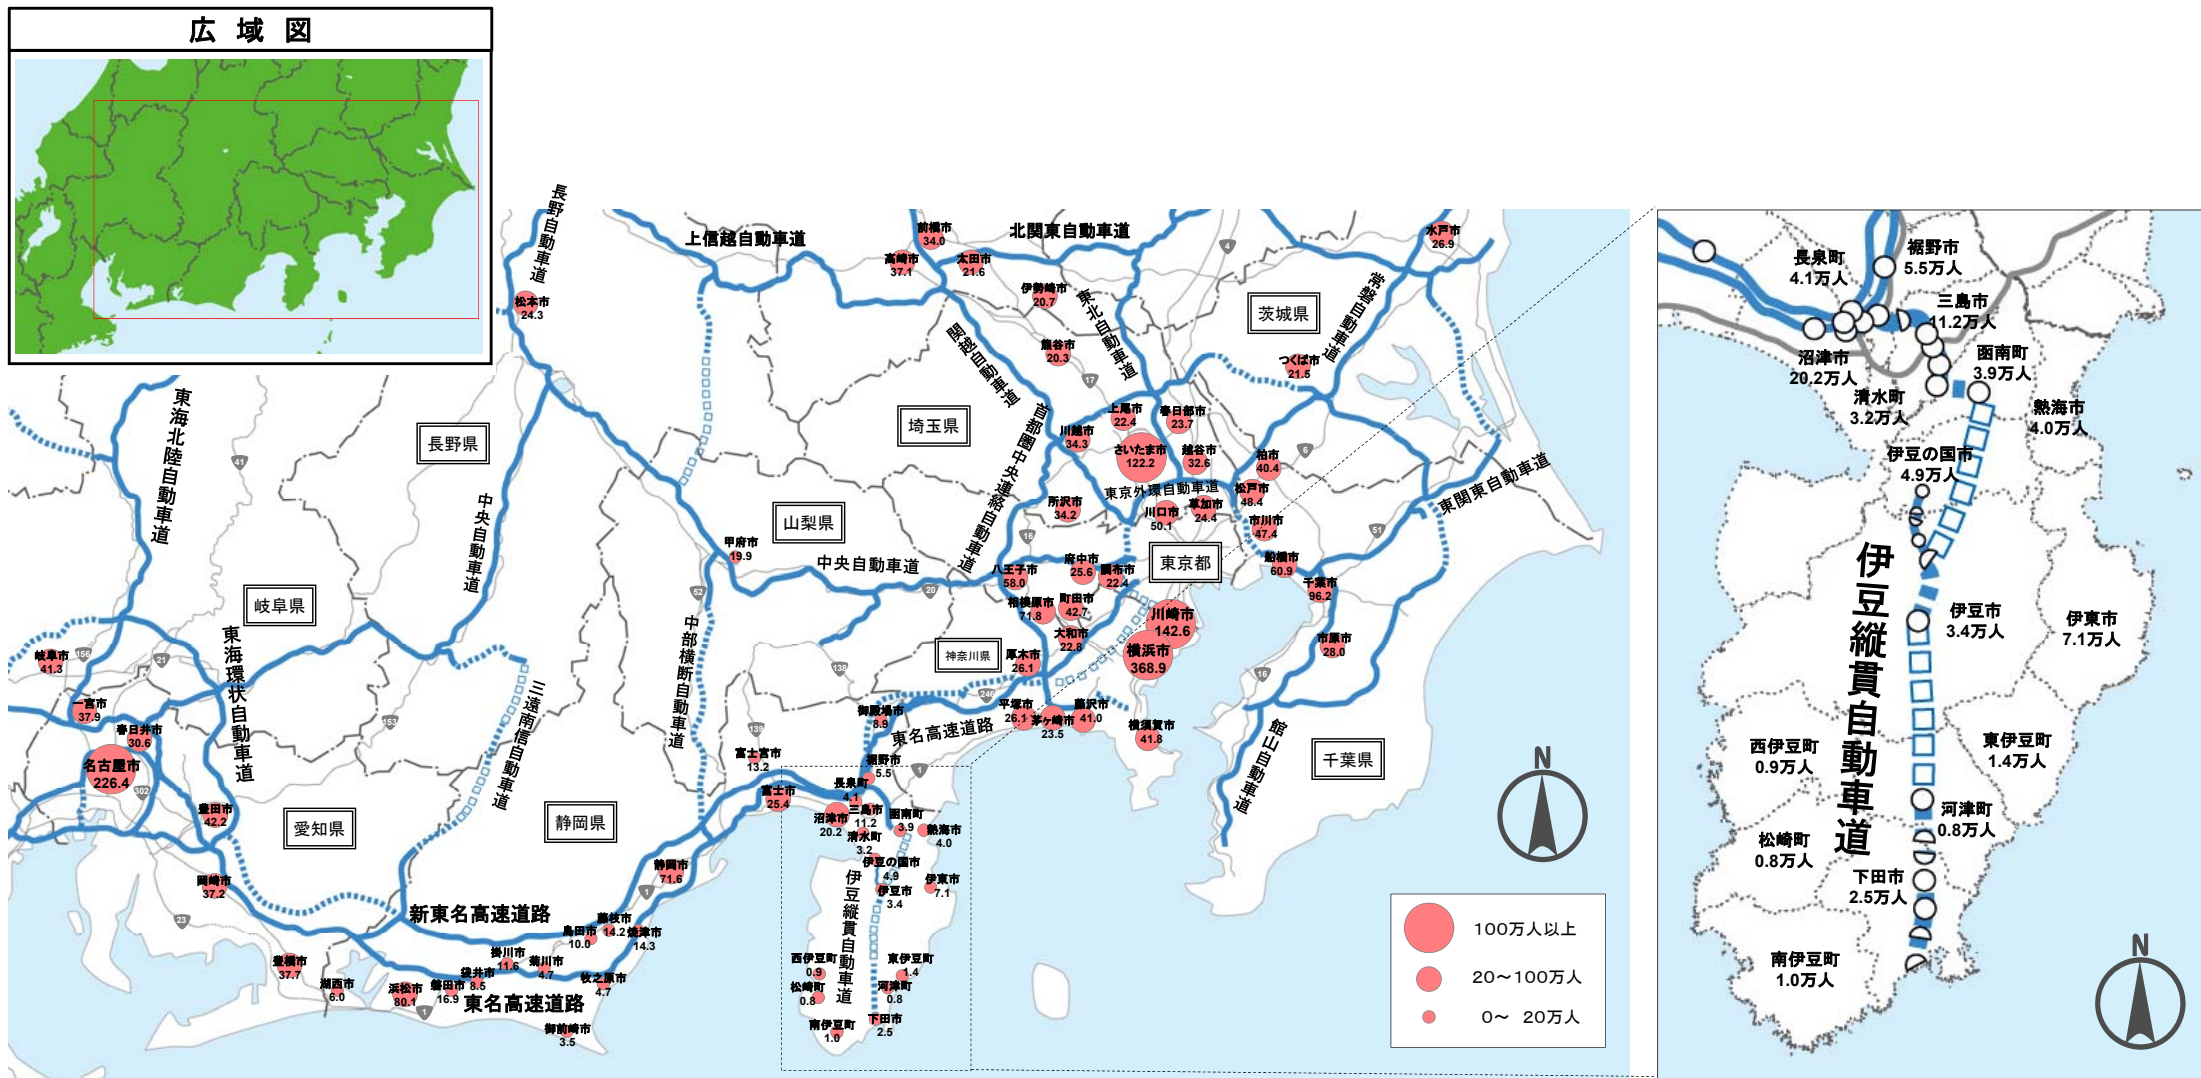 広域図
長野自動車道
上信越自動車道
北関東自動車道
東北自動車道
常磐自動車道
関越自動車道
首都圏中央連絡自動車道
東京外環自動車道
東関東自動車道
東海北陸自動車道
中央自動車道
中央自動車道
東海環状自動車道
三遠南信自動車道
中部横断自動車道
東名高速道路
新東名高速道路
東名高速道路
伊豆縦貫自動車道
館山自動車道
茨城県
埼玉県
長野県
山梨県
東京都
岐阜県
神奈川県
千葉県
愛知県
静岡県
前橋市
34.0
高崎市
37.1
太田市
21.6
伊勢崎市
20.7
水戸市
26.9
松本市
24.3
熊谷市
20.3
つくば市
21.5
上尾市
22.4
春日部市
23.7
川越市
34.3
さいたま市
122.2
越谷市
32.6
柏市
40.4
所沢市
34.2
川口市
50.1
草加市
24.4
松戸市
48.4
市川市
47.4
船橋市
60.9
千葉市
96.2
市原市
28.0
甲府市
19.9
八王子市
58.0
府中市
25.6
調布市
22.4
相模原市
71.8
町田市
42.7
大和市
22.8
川崎市
142.6
横浜市
368.9
厚木市
26.1
平塚市
26.1
茅ヶ崎市
23.5
藤沢市
41.0
横須賀市
41.8
岐阜市
41.3
一宮市
37.9
春日井市
30.6
名古屋市
226.4
豊田市
42.2
岡崎市
37.2
豊橋市
37.7
湖西市
6.0
浜松市
80.1
磐田市
16.9
袋井市
8.5
掛川市
11.6
菊川市
4.7
御前崎市
3.5
牧之原市
4.7
島田市
10.0
藤枝市
14.2
焼津市
14.3
静岡市
71.6
富士宮市
13.2
富士市
25.4
御殿場市
8.9
裾野市
5.5
長泉町
4.1
沼津市
20.2
三島市
11.2
清水町
3.2
函南町
3.9
熱海市
4.0
伊豆の国市
4.9
伊豆市
3.4
伊東市
7.1
西伊豆町
0.9
東伊豆町
1.4
松崎町
0.8
河津町
0.8
南伊豆町
1.0
下田市
2.5
4
17
6
16
51
20
52
41
156
21
153
302
23
1
1
138
139
246
1
16
N
100万人以上
20～100万人
0～ 20万人
長泉町
4.1万人
裾野市
5.5万人
三島市
11.2万人
沼津市
20.2万人
函南町
3.9万人
清水町
3.2万人
熱海市
4.0万人
伊豆の国市
4.9万人
伊豆縦貫自動車道
伊豆市
3.4万人
伊東市
7.1万人
西伊豆町
0.9万人
東伊豆町
1.4万人
松崎町
0.8万人
河津町
0.8万人
下田市
2.5万人
南伊豆町
1.0万人
N